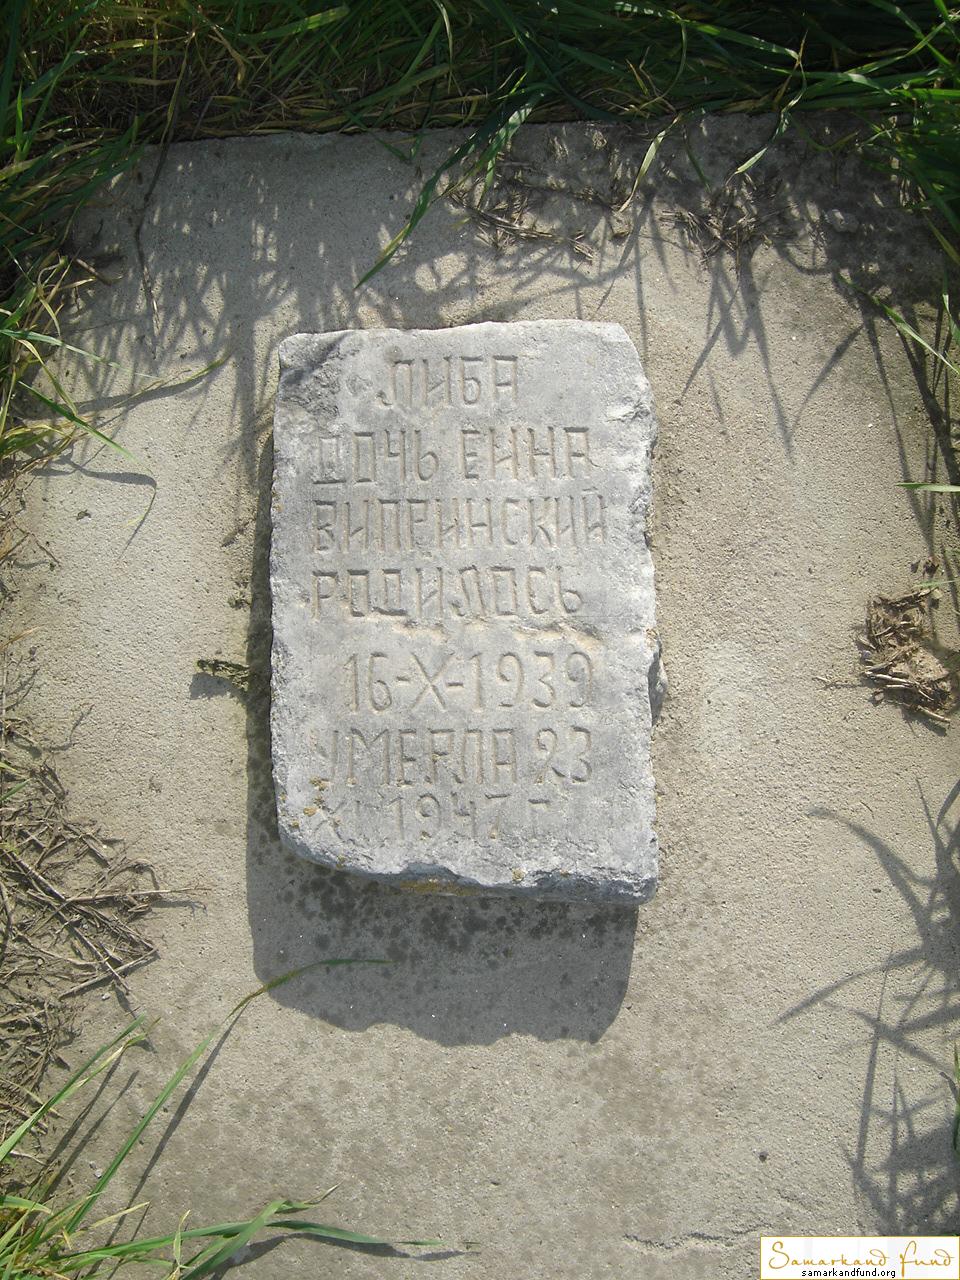 ЛИБА
ДОЧЬ ЕИНА
ВИПРИНСКИЙ
РОДИЛОСЬ
16-X-1939
УМЕРЛА 23
1947 Г
Samarkand fund
samarkandfund.org